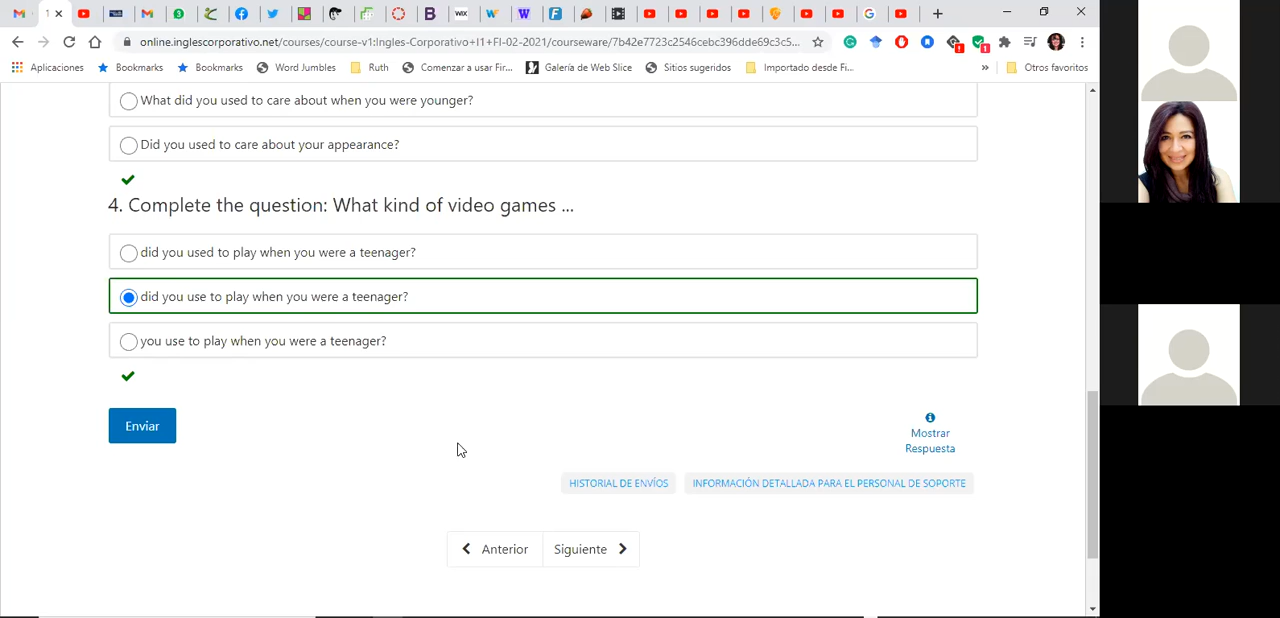 1
online.inglescorporativo.net/courses/course-v1:Ingles-Corporativo+I1+FI-02-2021/courseware/7b42e7723c2546cebc396dde69c3c5...
Aplicaciones
Bookmarks
Bookmarks
Word Jumbles
Ruth
Comenzar a usar Fir...
Galería de Web Slice
Sitios sugeridos
Importado desde Fi...
»
Otros favoritos
What did you used to care about when you were younger?
Did you used to care about your appearance?
4. Complete the question: What kind of video games ...
did you used to play when you were a teenager?
did you use to play when you were a teenager?
you use to play when you were a teenager?
Enviar
Mostrar
Respuesta
HISTORIAL DE ENVÍOS
INFORMACIÓN DETALLADA PARA EL PERSONAL DE SOPORTE
Anterior
Siguiente